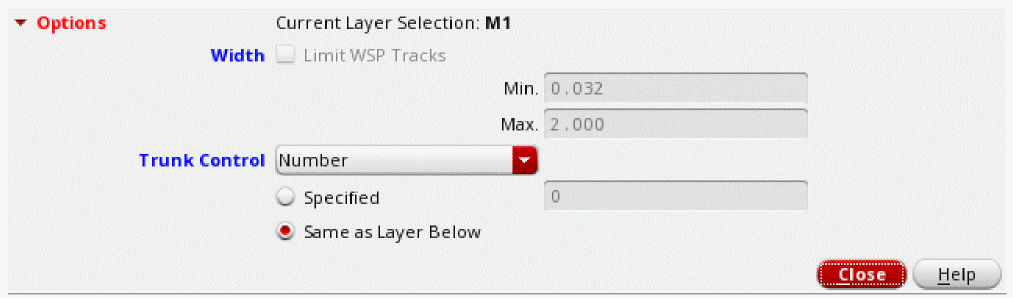 Options Current Layer Selection: M1
Width Limit WSP Tracks
Min. 0.032
Max. 2.000
Trunk Control Number
Specified 0
Same as Layer Below
Close Help